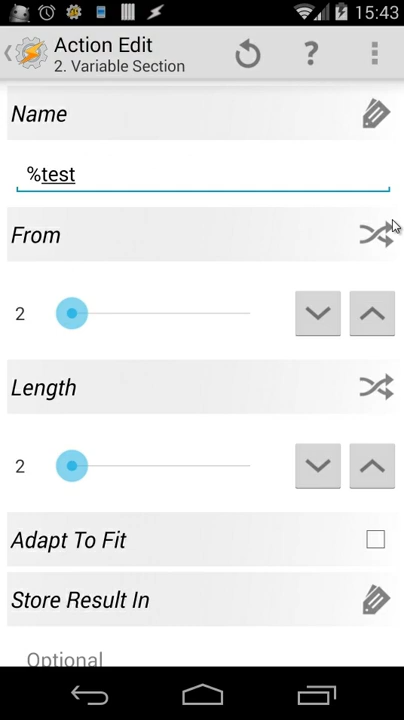 15:43
Action Edit
2. Variable Section
Name
%test
From
2
Length
2
Adapt To Fit
Store Result In
Optional